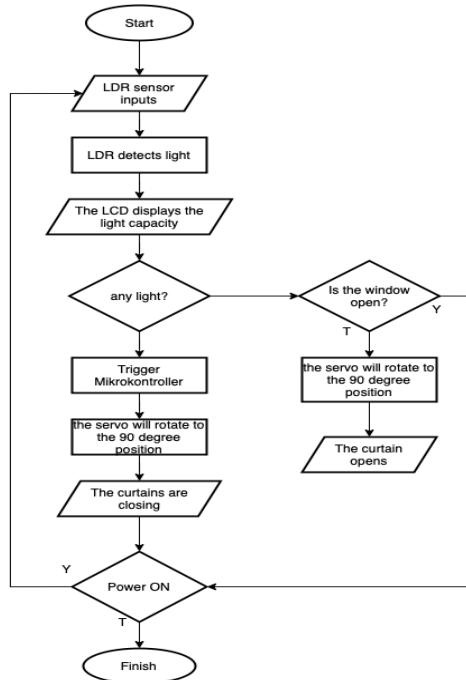 Start
LDR sensor
inputs
LDR detects light
The LCD displays the
light capacity
any light?
Is the window
open?
T
Y
Trigger
Mikrokontroller
the servo will rotate to
the 90 degree
position
the servo will rotate to
the 90 degree
position
The curtain
opens
The curtains are
closing
Y
Power ON
T
Finish